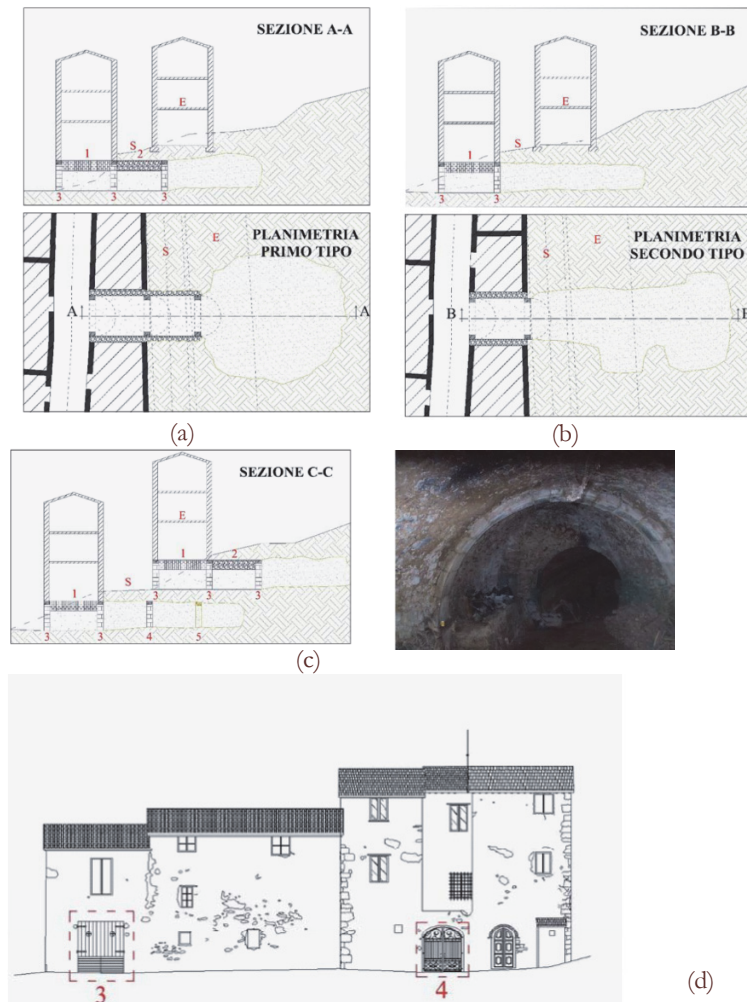 SEZIONE A-A
E
S
1 2
3 3 3
SEZIONE B-B
E
S
1
3 3
PLANIMETRIA
PRIMO TIPO
S E
A A
PLANIMETRIA
SECONDO TIPO
S E
B B
(a)
(b)
SEZIONE C-C
E
1 2
S
3 3 3
1
3 3 4 5
(c)
3 4
(d)